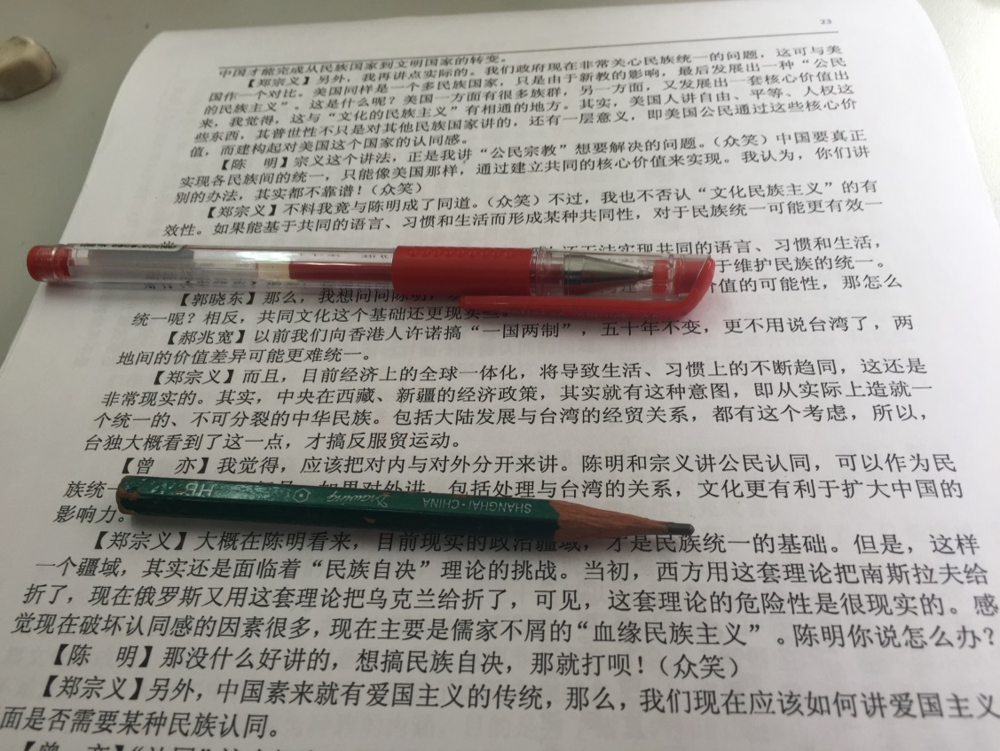 23
中国才能完成从民族国家到文明国家的转变。
【郑宗义】另外，我再讲点实际的。我们政府现在非常关心民族统一的问题，这可与美
国作一个对比。美国同样是一个多民族国家，只是由于新教的影响，最后发展出一种“公民
的民族主义”。这是什么呢？美国一方面有很多族群，另一方面，又发展出一套核心价值出
来，我觉得，这与“文化的民族主义”有相通的地方。其实，美国人讲自由、平等、人权这
些东西，其普世性不只是对其他民族国家讲的，还有一层意义，即美国公民通过这些核心价
值，而建构起对美国这个国家的认同感。
【陈　明】宗义这个讲法，正是我讲“公民宗教”想要解决的问题。（众笑）中国要真正
实现各民族间的统一，只能像美国那样，通过建立共同的核心价值来实现。我认为，你们讲
别的办法，其实都不靠谱！（众笑）
【郑宗义】不料我竟与陈明成了同道。（众笑）不过，我也不否认“文化民族主义”的有
效性。如果能基于共同的语言、习惯和生活而形成某种共同性，对于民族统一可能更有效一
实现共同的语言、习惯和生活，
于维护民族的统一。
【郭晓东】那么，我想问问陈明， 价值的可能性，那怎么
统一呢？相反，共同文化这个基础还更现实些。
【郝兆宽】以前我们向香港人许诺搞“一国两制”，五十年不变，更不用说台湾了，两
地间的价值差异可能更难统一。
【郑宗义】而且，目前经济上的全球一体化，将导致生活、习惯上的不断趋同，这还是
非常现实的。其实，中央在西藏、新疆的经济政策，其实就有这种意图，即从实际上造就一
个统一的、不可分裂的中华民族。包括大陆发展与台湾的经贸关系，都有这个考虑，所以，
台独大概看到了这一点，才搞反服贸运动。
【曾　亦】我觉得，应该把对内与对外分开来讲。陈明和宗义讲公民认同，可以作为民
族统一 如果对外讲，包括处理与台湾的关系，文化更有利于扩大中国的
影响力。
HB Drawing SHANGHAI·CHINA
【郑宗义】大概在陈明看来，目前现实的政治疆域，才是民族统一的基础。但是，这样
一个疆域，其实还是面临着“民族自决”理论的挑战。当初，西方用这套理论把南斯拉夫给
折了，现在俄罗斯又用这套理论把乌克兰给折了，可见，这套理论的危险性是很现实的。感
觉现在破坏认同感的因素很多，现在主要是儒家不屑的“血缘民族主义”。陈明你说怎么办？
【陈　明】那没什么好讲的，想搞民族自决，那就打呗！（众笑）
【郑宗义】另外，中国素来就有爱国主义的传统，那么，我们现在应该如何讲爱国主义
面是否需要某种民族认同。
【曾　亦】